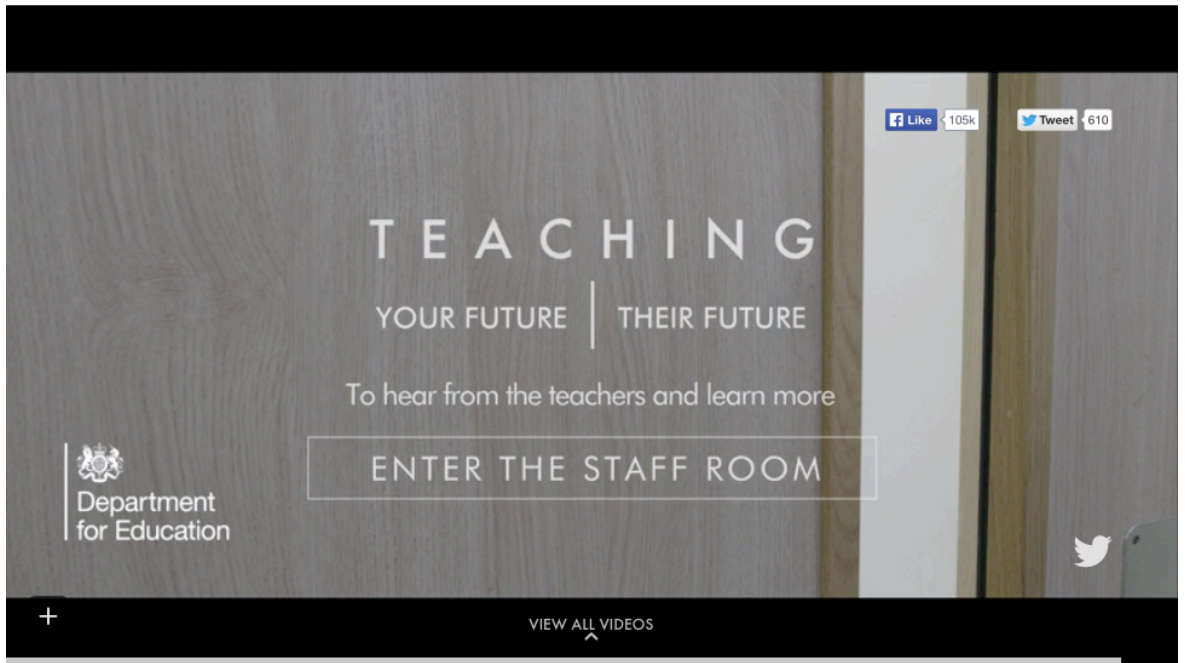 Like 105k Tweet 610
TEACHING
YOUR FUTURE | THEIR FUTURE
To hear from the teachers and learn more
ENTER THE STAFF ROOM
Department
for Education
VIEW ALL VIDEOS